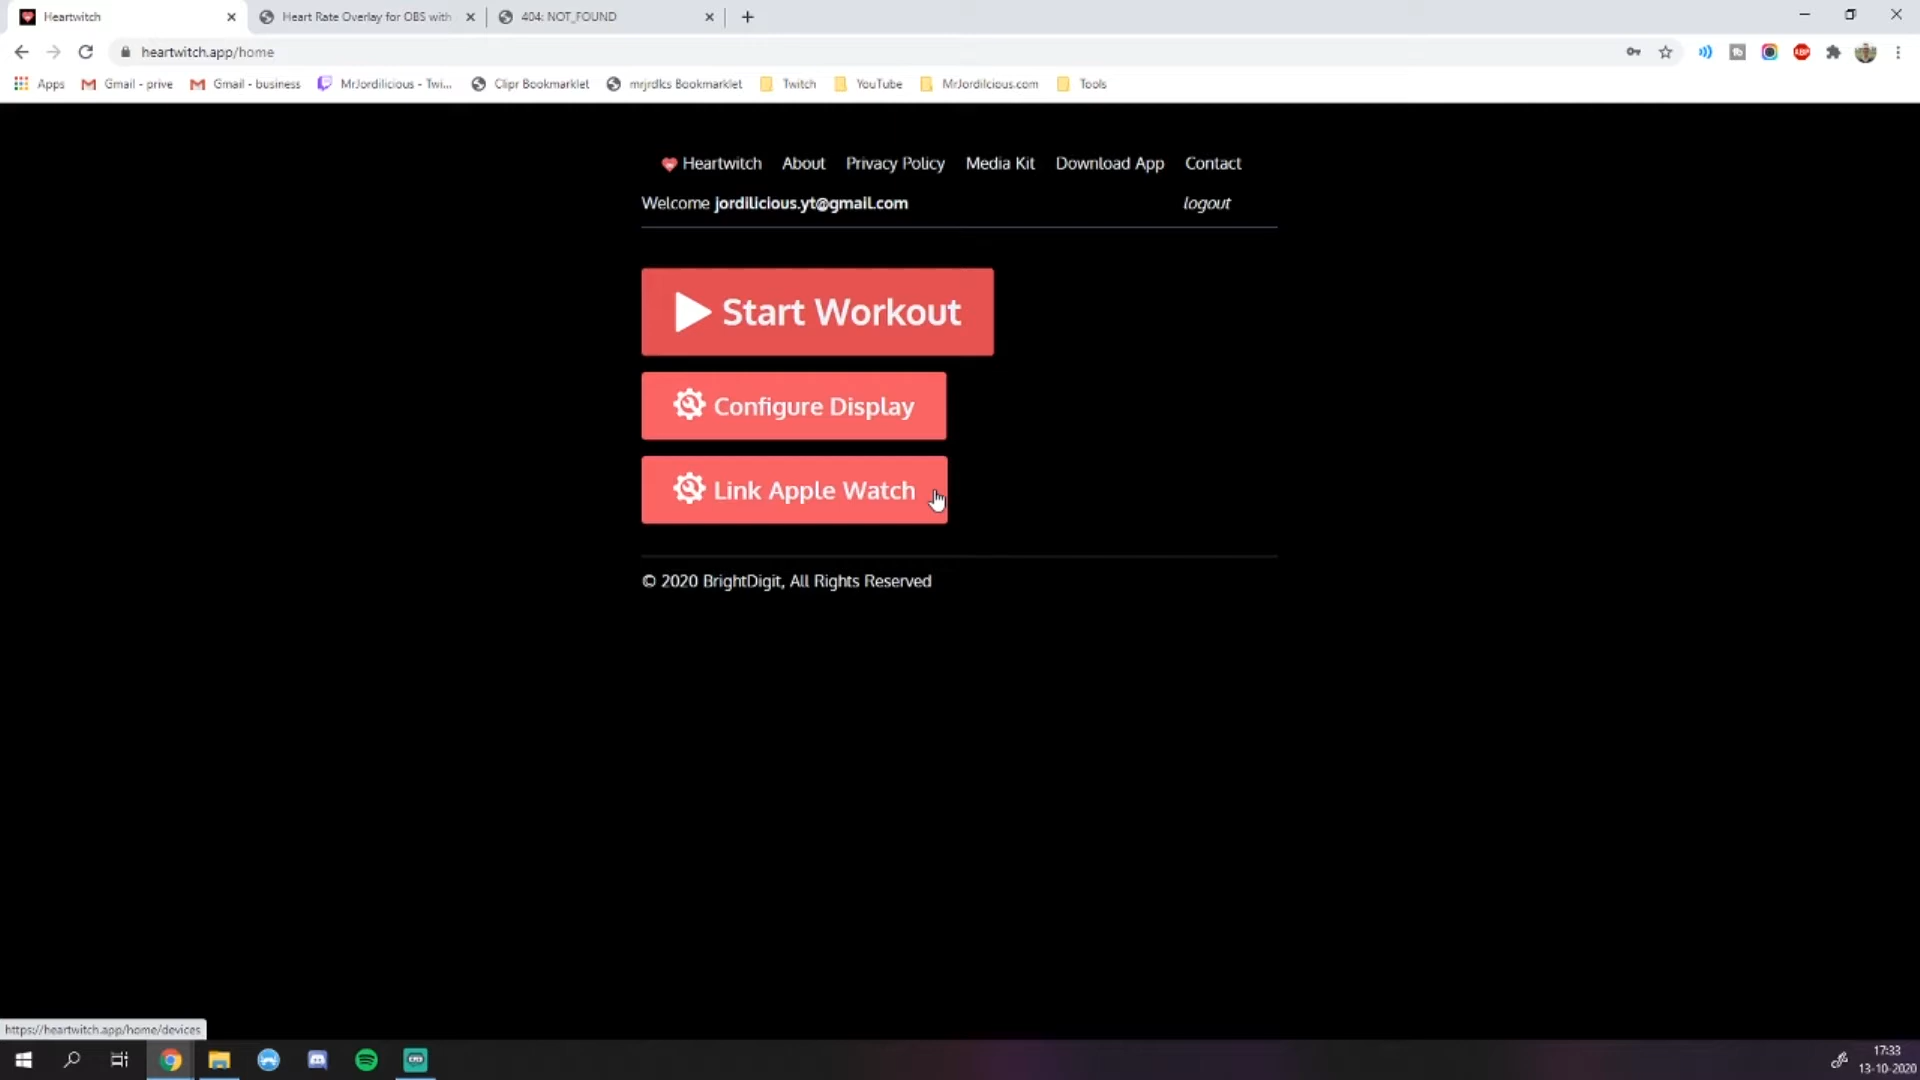 Heartwitch
Heart Rate Overlay for OBS with
404: NOT_FOUND
heartwitch.app/home
Apps
Gmail - prive
Gmail - business
MrJordilicious - Twi...
Clipr Bookmarklet
mrjrdlcs Bookmarklet
Twitch
YouTube
MrJordilcious.com
Tools
Heartwitch About Privacy Policy Media Kit Download App Contact
Welcome jordilicious.yt@gmail.com logout
Start Workout
Configure Display
Link Apple Watch
© 2020 BrightDigit, All Rights Reserved
https://heartwitch.app/home/devices
17:33
13-10-2020